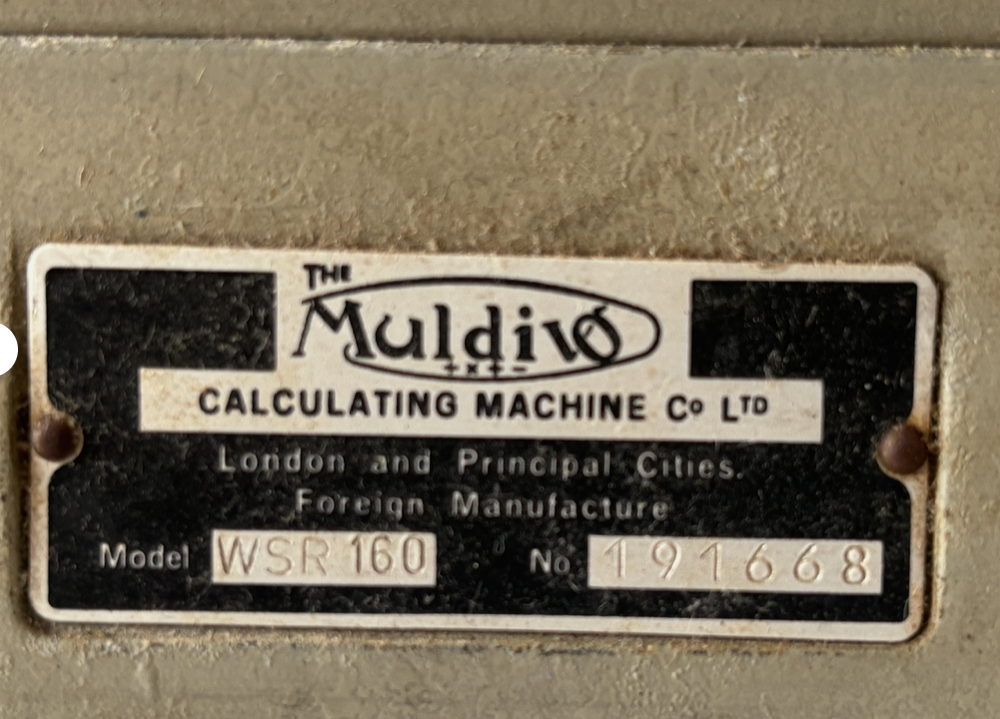 THE
Muldivo
+×+−
CALCULATING MACHINE Cº LTD
London and Principal Cities.
Foreign Manufacture
Model WSR 160 No 191668